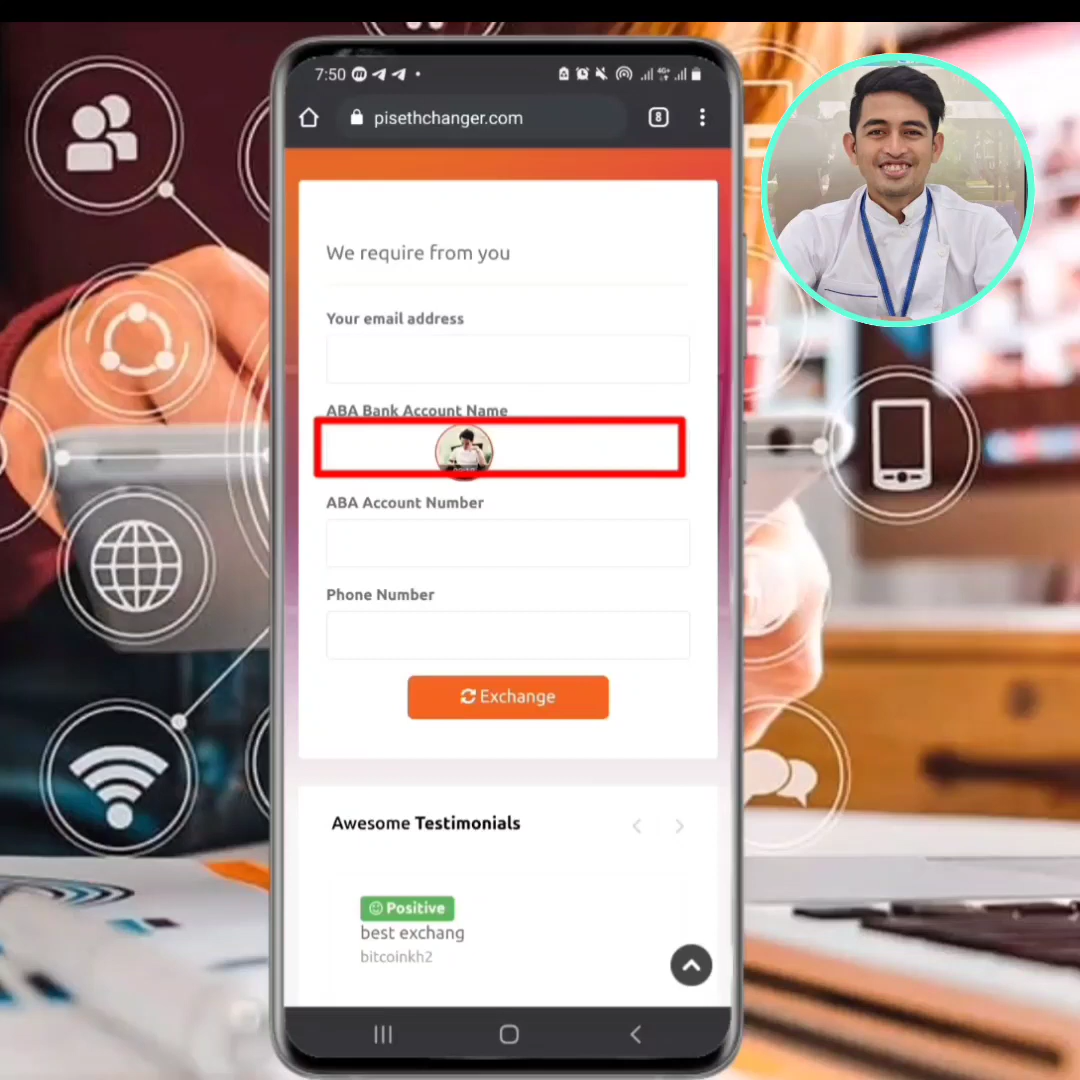 7:50
4G+
8
pisethchanger.com
We require from you
Your email address
ABA Bank Account Name
ABA Account Number
Phone Number
Exchange
Awesome Testimonials
Positive
best exchang
bitcoinkh2